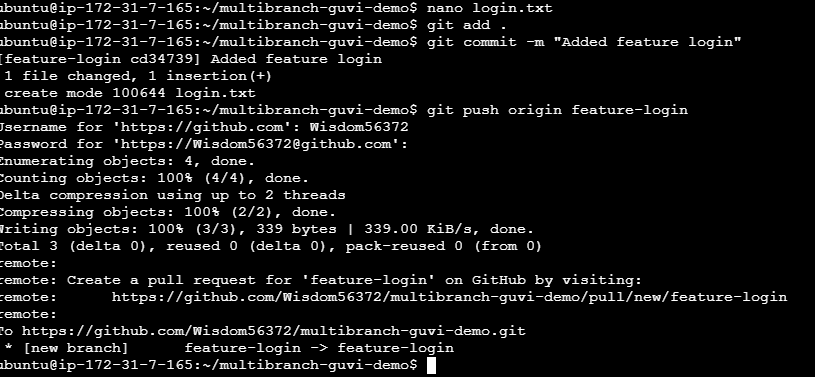 ubuntu@ip-172-31-7-165:~/multibranch-guvi-demo$ nano login.txt
ubuntu@ip-172-31-7-165:~/multibranch-guvi-demo$ git add .
ubuntu@ip-172-31-7-165:~/multibranch-guvi-demo$ git commit -m "Added feature login"
[feature-login cd34739] Added feature login
 1 file changed, 1 insertion(+)
 create mode 100644 login.txt
ubuntu@ip-172-31-7-165:~/multibranch-guvi-demo$ git push origin feature-login
Username for 'https://github.com': Wisdom56372
Password for 'https://Wisdom56372@github.com':
Enumerating objects: 4, done.
Counting objects: 100% (4/4), done.
Delta compression using up to 2 threads
Compressing objects: 100% (2/2), done.
Writing objects: 100% (3/3), 339 bytes | 339.00 KiB/s, done.
Total 3 (delta 0), reused 0 (delta 0), pack-reused 0 (from 0)
remote:
remote: Create a pull request for 'feature-login' on GitHub by visiting:
remote:      https://github.com/Wisdom56372/multibranch-guvi-demo/pull/new/feature-login
remote:
To https://github.com/Wisdom56372/multibranch-guvi-demo.git
 * [new branch]      feature-login -> feature-login
ubuntu@ip-172-31-7-165:~/multibranch-guvi-demo$